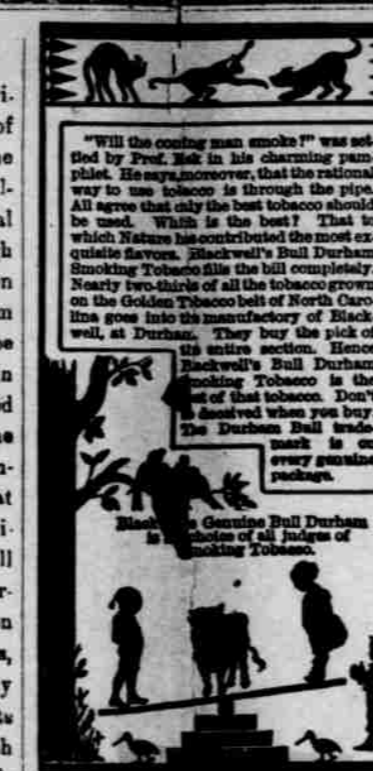 i.
of
e
l-
al
h
n
m
e
n
d
e
n-
at
i-
ll
r-
n
s,
y
ts
h
"Will the coming man smoke?" was set-
tled by Prof. Fisk in his charming pam-
phlet. He says, moreover, that the rational
way to use tobacco is through the pipe.
All agree that only the best tobacco should
be used. Which is the best? That to
which Nature has contributed the most ex-
quisite flavors. Blackwell's Bull Durham
Smoking Tobacco fills the bill completely.
Nearly two-thirds of all the tobacco grown
on the Golden Tobacco belt of North Caro-
lina goes into the manufactory of Black-
well, at Durham. They buy the pick of
the entire section. Hence
Blackwell's Bull Durham
Smoking Tobacco is the
best of that tobacco. Don't
be deceived when you buy.
The Durham Bull trade-
mark is on
every genuine
package.
Genuine Bull Durham
is choice of all judges of
Smoking Tobacco.